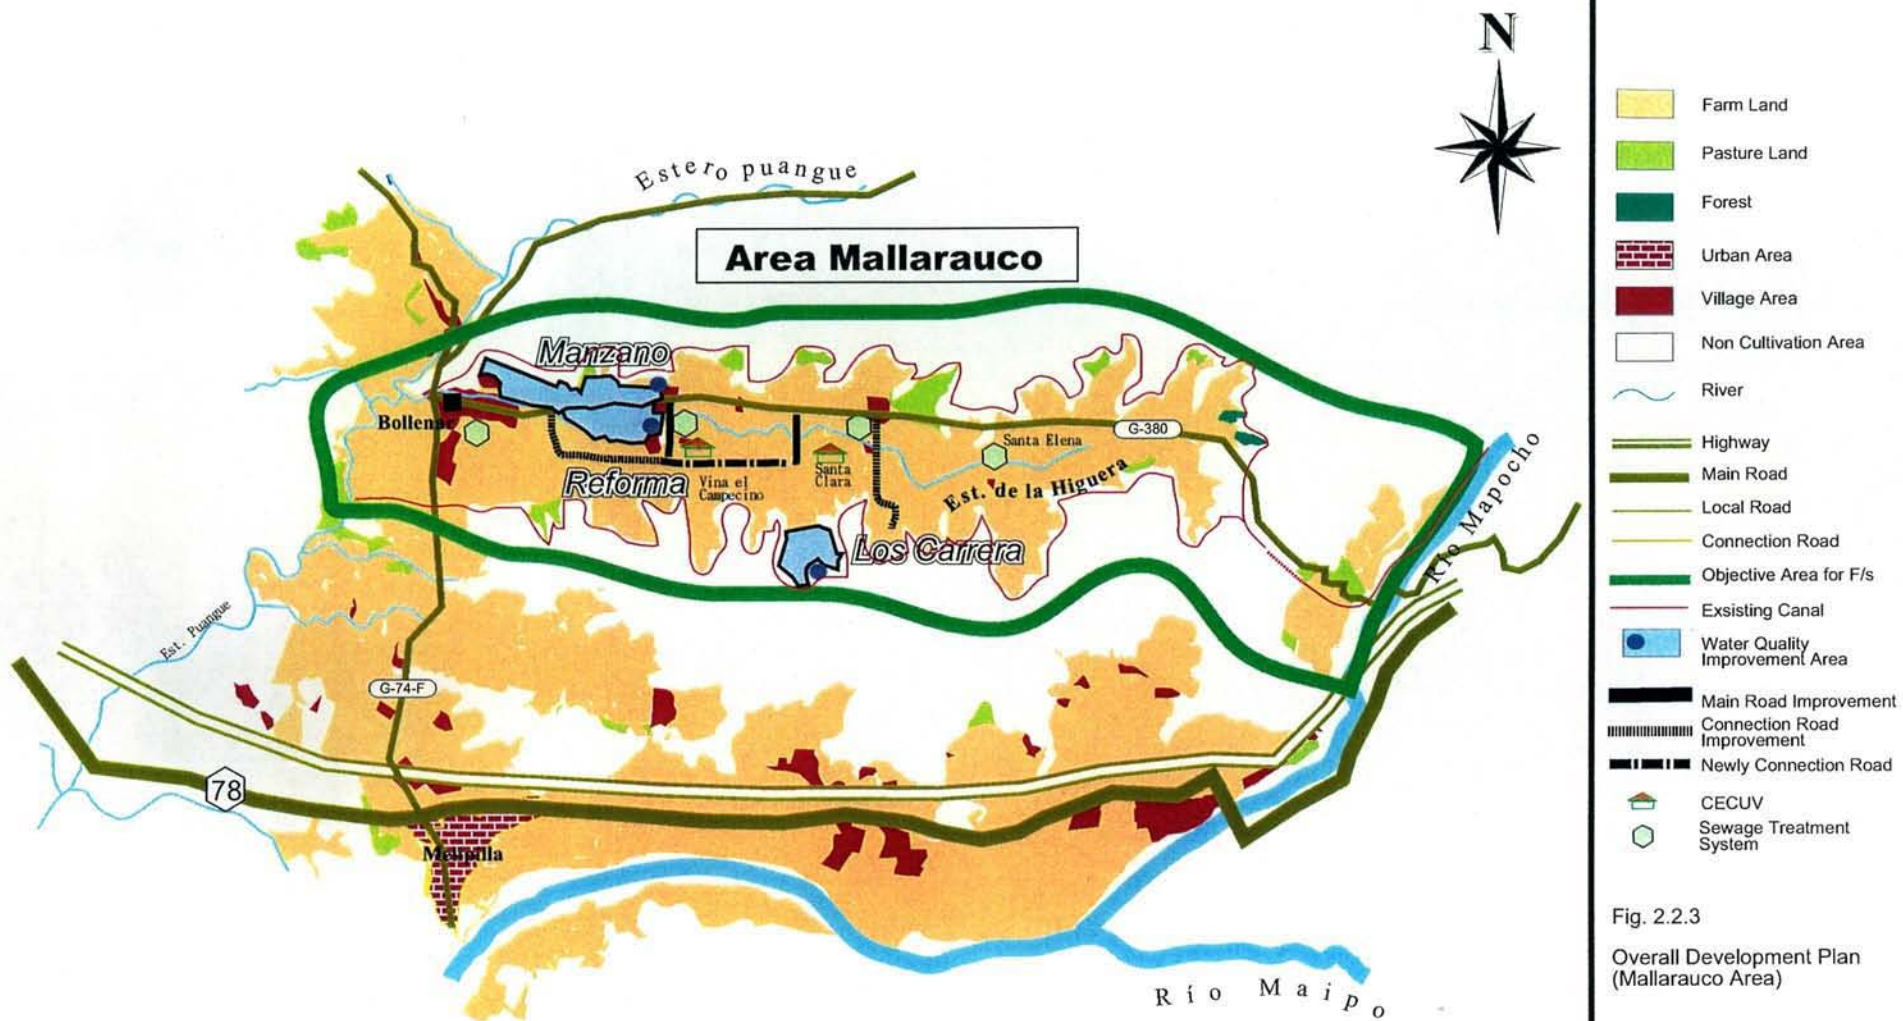 N
Estero puangue
Area Mallarauco
Manzano
Bollenar
G-380
Santa Elena
Reforma
Vina el
Campecino
Santa
Clara
Est. de la Higuera
Los Carrera
Río Mapocho
Est. Puangue
G-74-F
78
Melipilla
Río Maipo
Farm Land
Pasture Land
Forest
Urban Area
Village Area
Non Cultivation Area
River
Highway
Main Road
Local Road
Connection Road
Objective Area for F/s
Exsisting Canal
Water Quality
Improvement Area
Main Road Improvement
Connection Road
Improvement
Newly Connection Road
CECUV
Sewage Treatment
System
Fig. 2.2.3
Overall Development Plan
(Mallarauco Area)